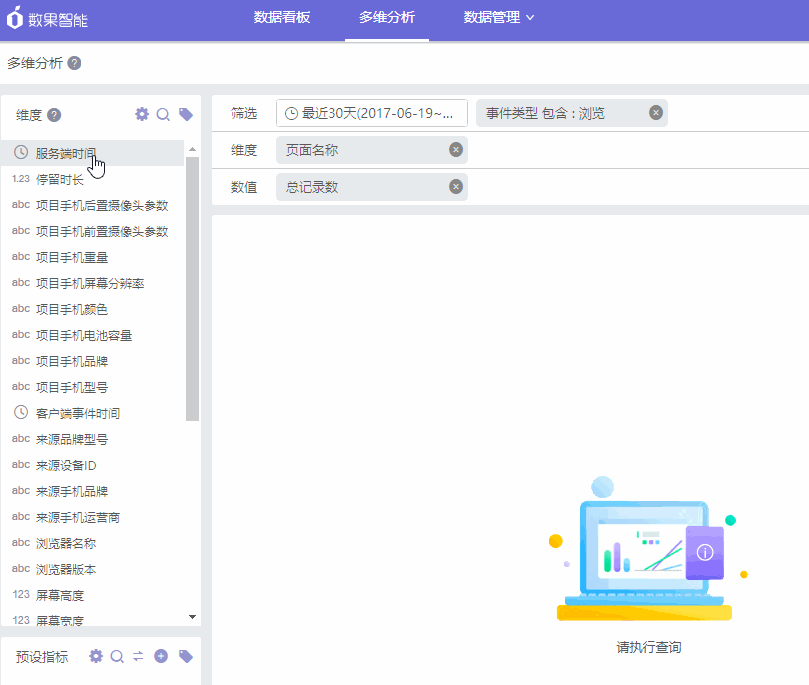 数果智能
数据看板 多维分析 数据管理
多维分析 ?
维度 ?
筛选 最近30天(2017-06-19~... 事件类型 包含 : 浏览
维度 页面名称
数值 总记录数
服务端时间
1.23 停留时长
abc 项目手机后置摄像头参数
abc 项目手机前置摄像头参数
abc 项目手机重量
abc 项目手机屏幕分辨率
abc 项目手机颜色
abc 项目手机电池容量
abc 项目手机品牌
abc 项目手机型号
客户端事件时间
abc 来源品牌型号
abc 来源设备ID
abc 来源手机品牌
abc 来源手机运营商
abc 浏览器名称
abc 浏览器版本
123 屏幕高度
123 屏幕宽度
请执行查询
预设指标